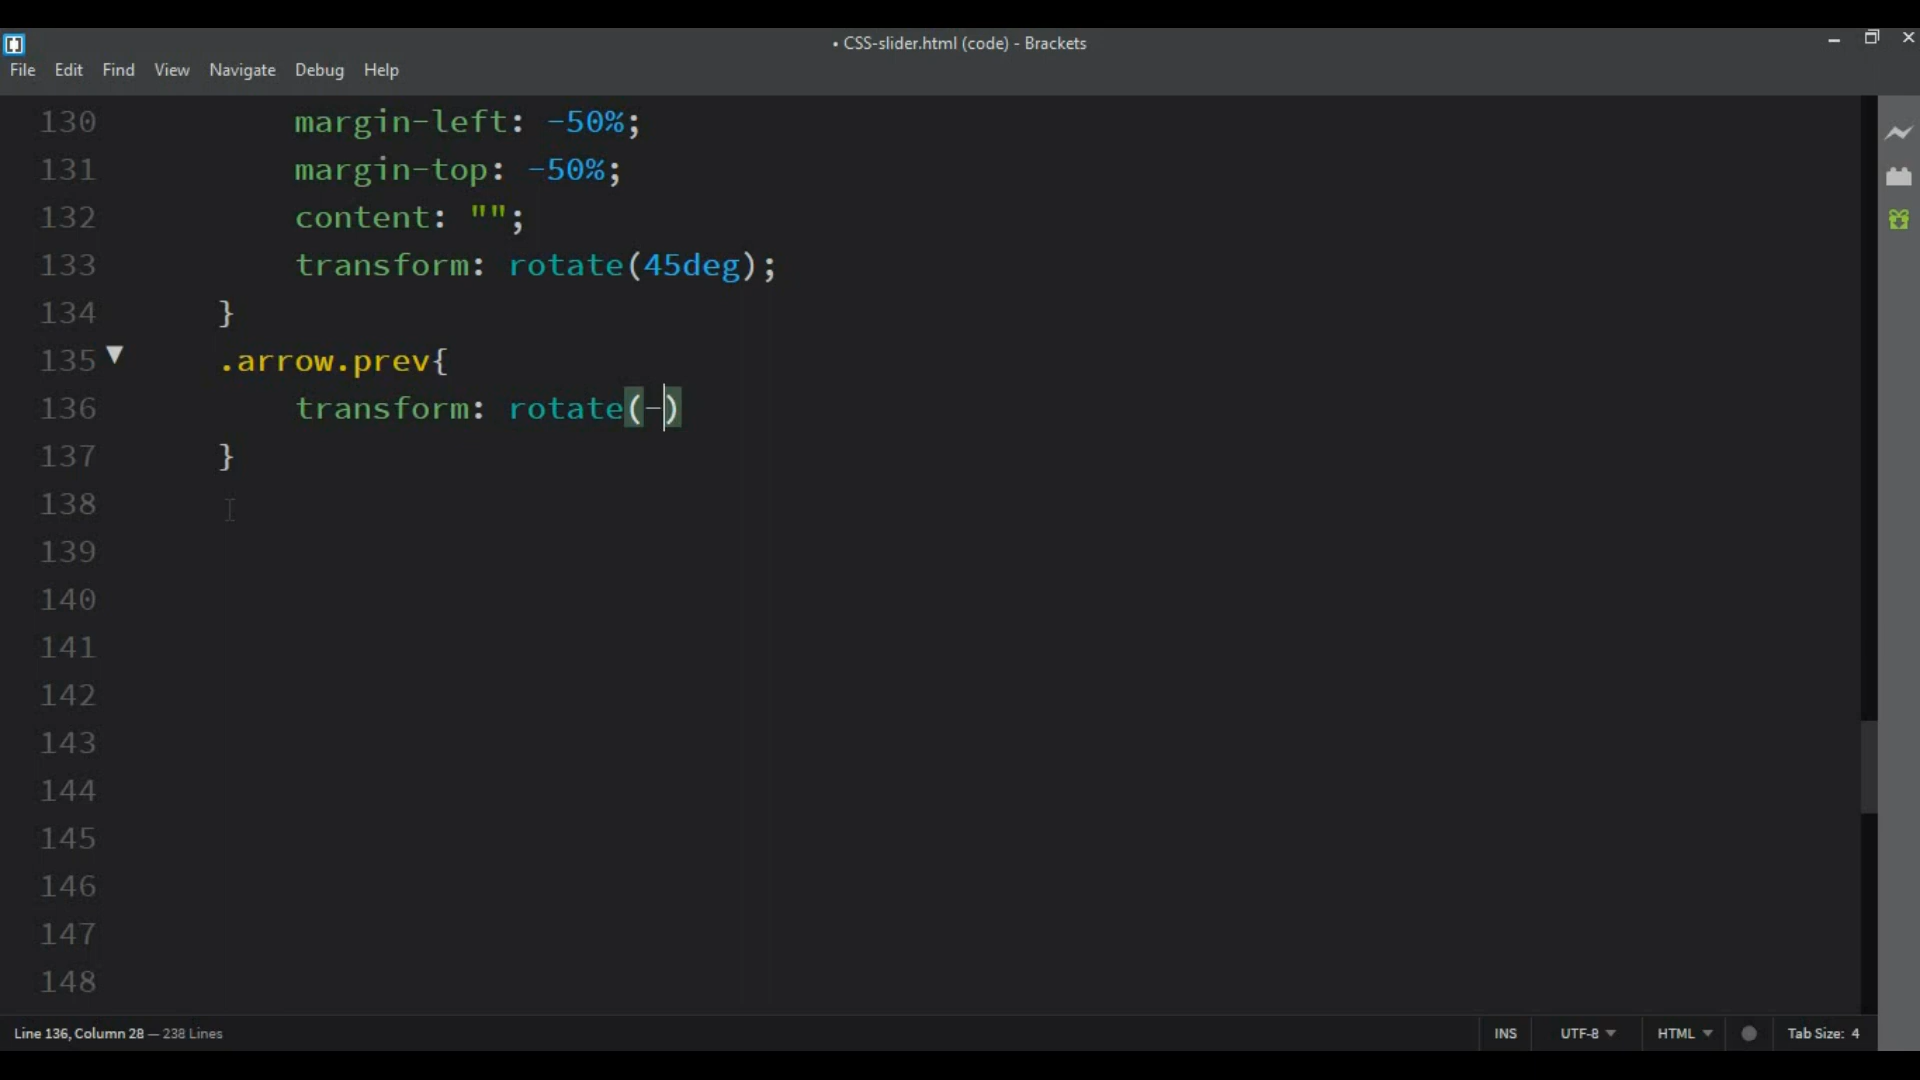 • CSS-slider.html (code) - Brackets
File Edit Find View Navigate Debug Help
130 margin-left: -50%;
131 margin-top: -50%;
132 content: "";
133 transform: rotate(45deg);
134 }
135 ▼ .arrow.prev{
136 transform: rotate(-)
137 }
138
139
140
141
142
143
144
145
146
147
148
Line 136, Column 28 — 238 Lines INS UTF-8 ▼ HTML ▼ Tab Size: 4